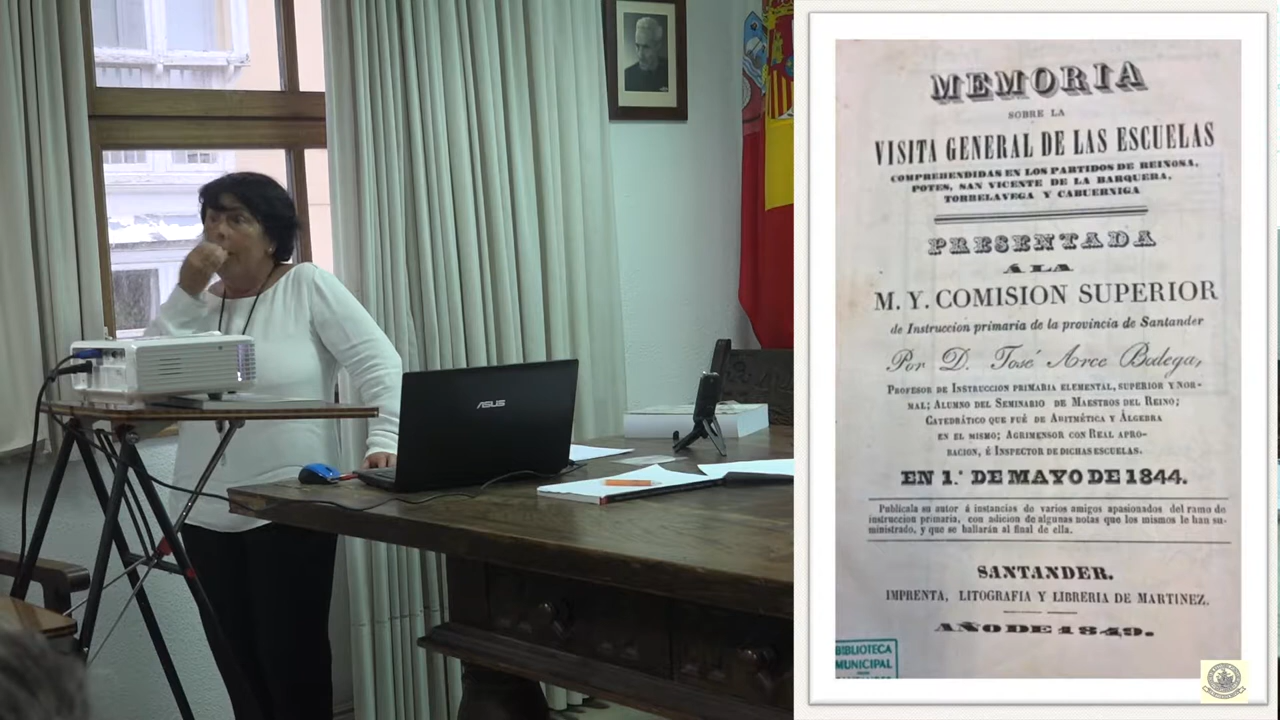 ASUS
MEMORIA
SOBRE LA
VISITA GENERAL DE LAS ESCUELAS
COMPREHENDIDAS EN LOS PARTIDOS DE REINOSA,
POTES, SAN VICENTE DE LA BARQUERA,
TORRELAVEGA Y CABUERNIGA
PRESENTADA
Á LA
M. Y. COMISION SUPERIOR
de Instruccion primaria de la provincia de Santander
Por D. José Arce Bodega,
PROFESOR DE INSTRUCCION PRIMARIA ELEMENTAL, SUPERIOR Y NOR-
MAL; ALUMNO DEL SEMINARIO DE MAESTROS DEL REINO;
CATEDRÁTICO QUE FUÉ DE ARITMÉTICA Y ÁLGEBRA
EN EL MISMO; AGRIMENSOR CON REAL APRO-
BACION, É INSPECTOR DE DICHAS ESCUELAS.
EN 1.º DE MAYO DE 1844.
Publícala su autor á instancias de varios amigos apasionados del ramo de
instruccion primaria, con adicion de algunas notas que los mismos le han su-
ministrado, y que se hallarán al final de ella.
SANTANDER.
IMPRENTA, LITOGRAFIA Y LIBRERIA DE MARTINEZ.
AÑO DE 1849.
BIBLIOTECA
MUNICIPAL